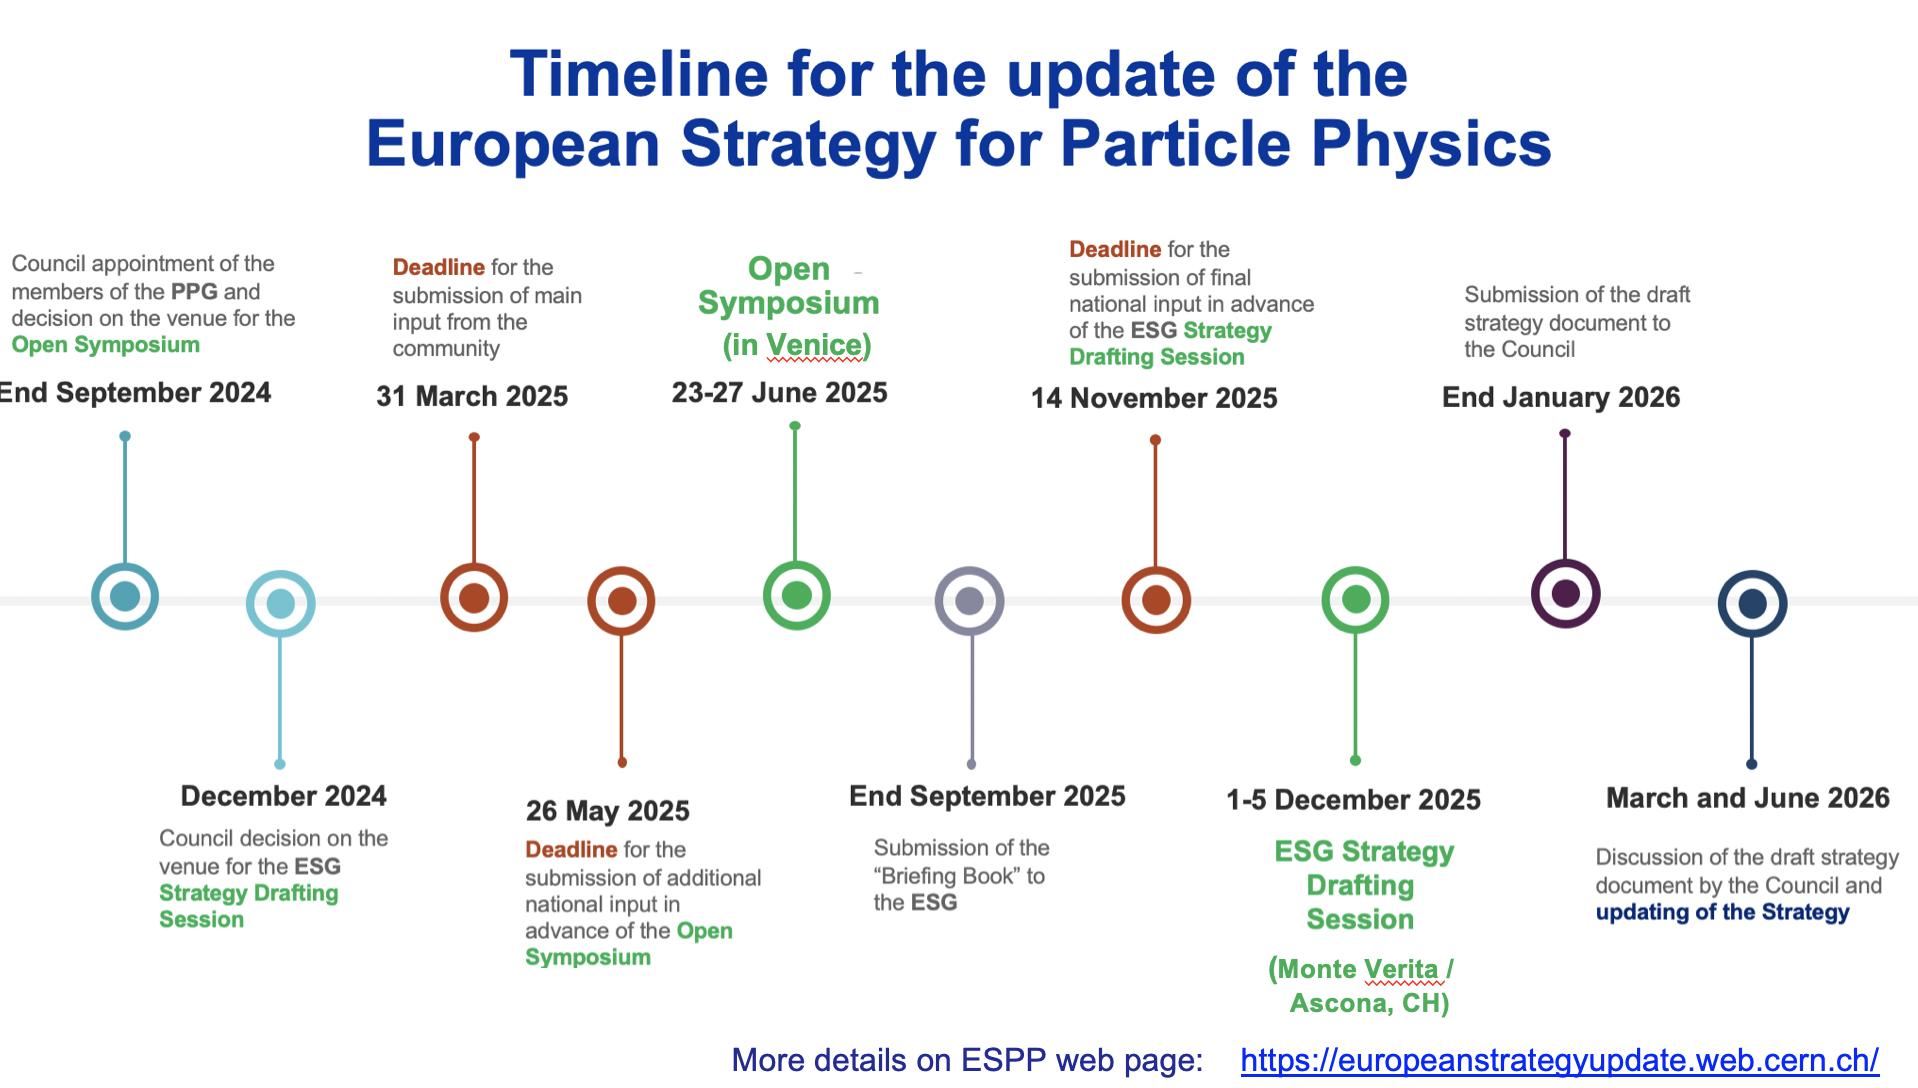 Timeline for the update of the
European Strategy for Particle Physics
Council appointment of the
members of the PPG and
decision on the venue for the
Open Symposium
End September 2024
Deadline for the
submission of main
input from the
community
31 March 2025
Open
Symposium
(in Venice)
23-27 June 2025
Deadline for the
submission of final
national input in advance
of the ESG Strategy
Drafting Session
14 November 2025
Submission of the draft
strategy document to
the Council
End January 2026
December 2024
Council decision on the
venue for the ESG
Strategy Drafting
Session
26 May 2025
Deadline for the
submission of additional
national input in
advance of the Open
Symposium
End September 2025
Submission of the
“Briefing Book” to
the ESG
1-5 December 2025
ESG Strategy
Drafting
Session
(Monte Verita /
Ascona, CH)
March and June 2026
Discussion of the draft strategy
document by the Council and
updating of the Strategy
More details on ESPP web page: https://europeanstrategyupdate.web.cern.ch/